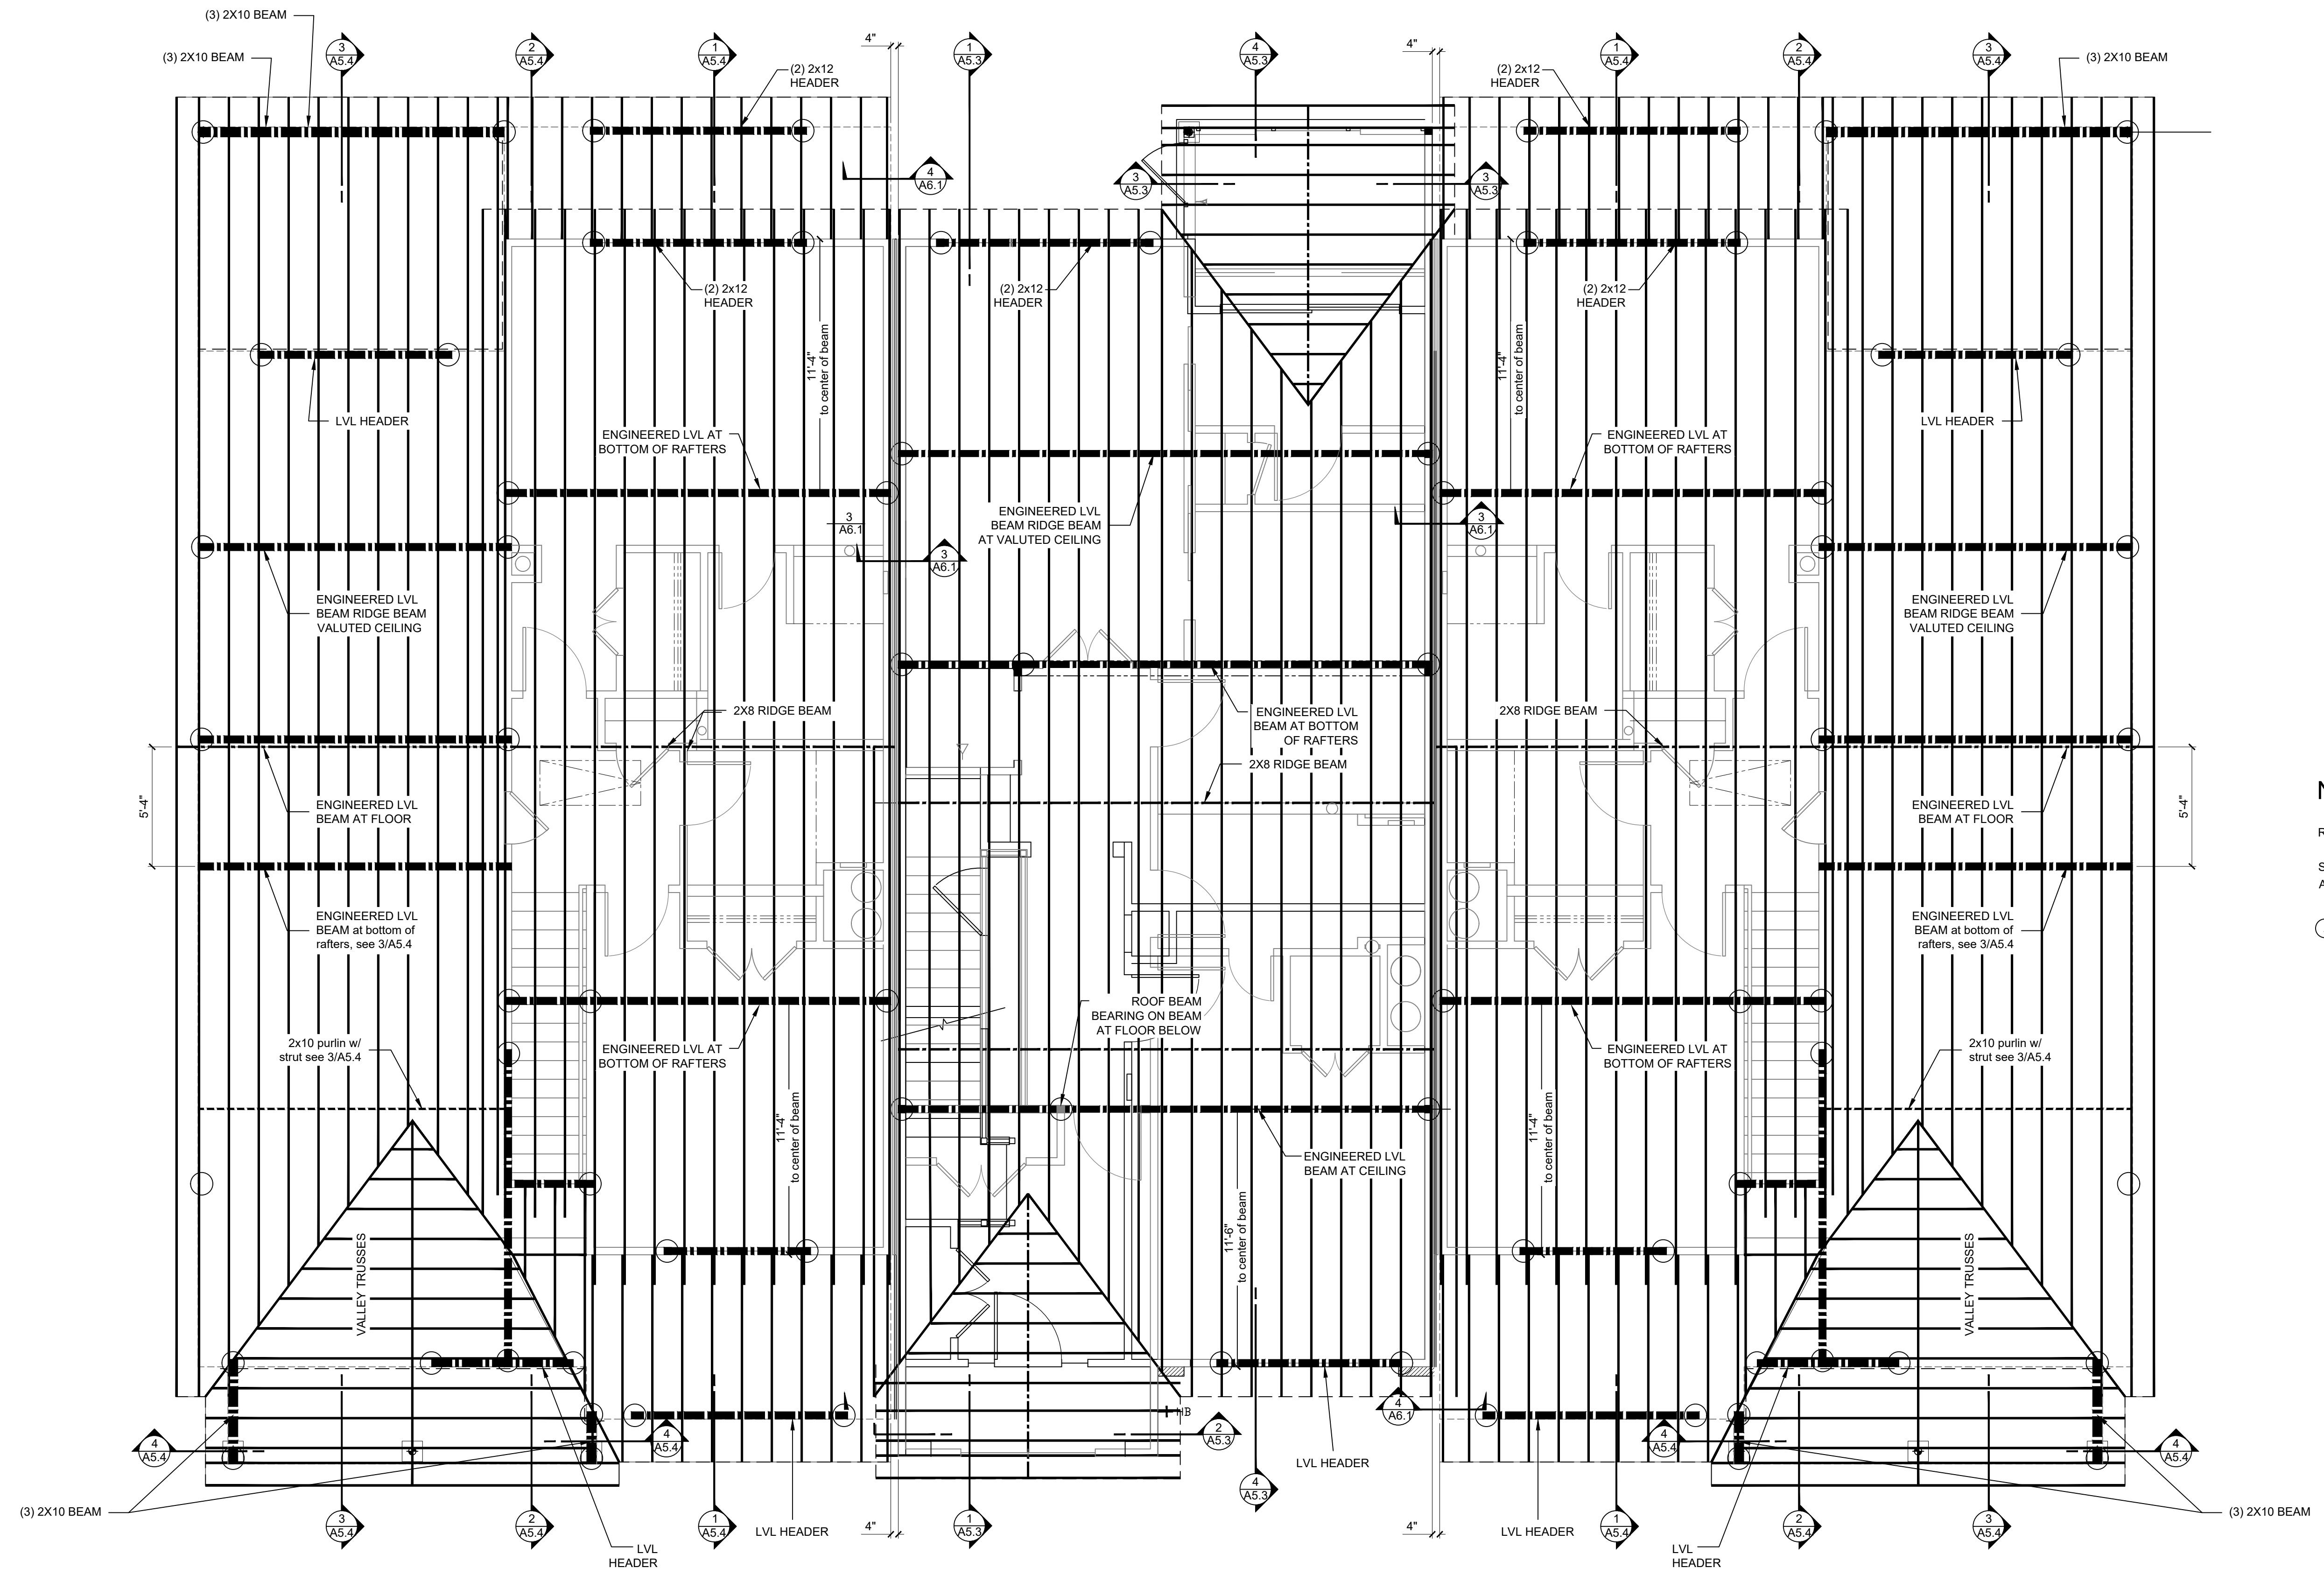 (3) 2X10 BEAM
(3) 2X10 BEAM
3
A5.4
2
A5.4
1
A5.4
4"
1
A5.3
4
A5.3
4"
1
A5.4
2
A5.4
3
A5.4
(3) 2X10 BEAM
(2) 2x12
HEADER
(2) 2x12
HEADER
4
A6.1
3
A5.3
3
A5.3
(2) 2x12
HEADER
(2) 2x12
HEADER
(2) 2x12
HEADER
11'-4"
to center of beam
11'-4"
to center of beam
LVL HEADER
LVL HEADER
ENGINEERED LVL AT
BOTTOM OF RAFTERS
ENGINEERED LVL AT
BOTTOM OF RAFTERS
ENGINEERED LVL
BEAM RIDGE BEAM
AT VALUTED CEILING
3
A6.1
3
A6.1
3
A6.1
ENGINEERED LVL
BEAM RIDGE BEAM
VALUTED CEILING
ENGINEERED LVL
BEAM RIDGE BEAM
VALUTED CEILING
2X8 RIDGE BEAM
ENGINEERED LVL
BEAM AT BOTTOM
OF RAFTERS
2X8 RIDGE BEAM
2X8 RIDGE BEAM
5'-4"
ENGINEERED LVL
BEAM AT FLOOR
ENGINEERED LVL
BEAM AT FLOOR
5'-4"
ENGINEERED LVL
BEAM at bottom of
rafters, see 3/A5.4
ENGINEERED LVL
BEAM at bottom of
rafters, see 3/A5.4
ROOF BEAM
BEARING ON BEAM
AT FLOOR BELOW
2x10 purlin w/
strut see 3/A5.4
ENGINEERED LVL AT
BOTTOM OF RAFTERS
ENGINEERED LVL AT
BOTTOM OF RAFTERS
2x10 purlin w/
strut see 3/A5.4
11'-4"
to center of beam
11'-4"
to center of beam
ENGINEERED LVL
BEAM AT CEILING
11'-6"
to center of beam
VALLEY TRUSSES
VALLEY TRUSSES
HB
4
A6.1
4
A5.4
4
A5.4
2
A5.3
4
A5.4
4
A5.4
LVL HEADER
4
A5.3
(3) 2X10 BEAM
3
A5.4
2
A5.4
1
A5.4
LVL HEADER
4"
1
A5.3
4"
LVL HEADER
1
A5.4
2
A5.4
3
A5.4
(3) 2X10 BEAM
LVL
HEADER
LVL
HEADER